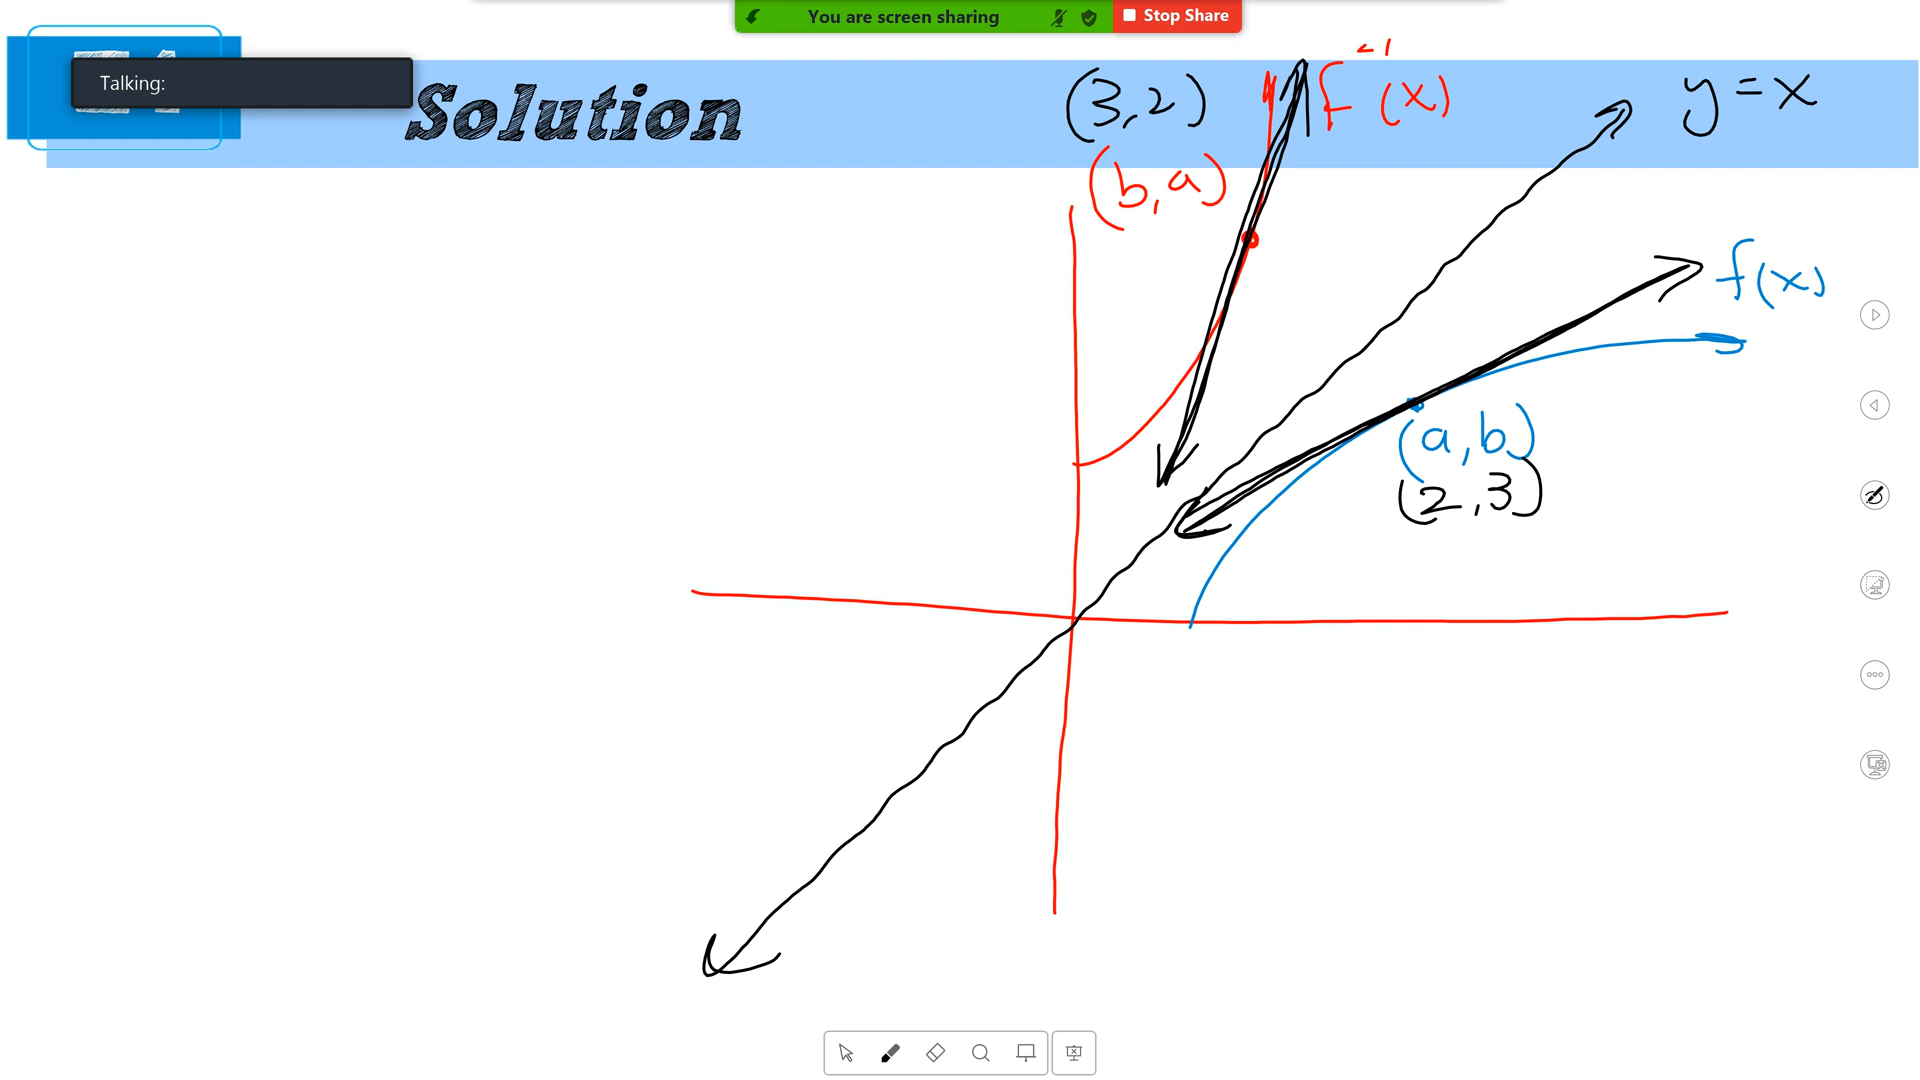 You are screen sharing
Stop Share
Talking:
Solution
(3,2)
f⁻¹(x)
y = x
(b,a)
f(x)
(a,b)
(2,3)